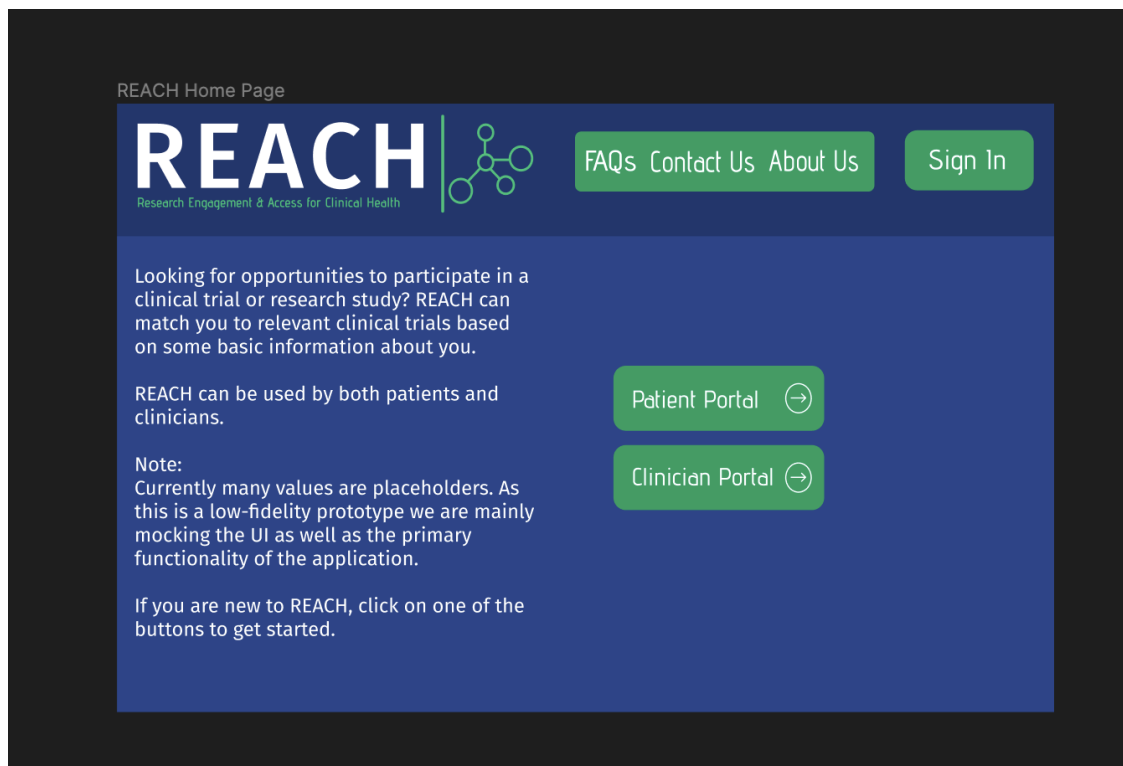 REACH Home Page
REACH
Research Engagement & Access for Clinical Health
FAQs Contact Us About Us
Sign In
Looking for opportunities to participate in a
clinical trial or research study? REACH can
match you to relevant clinical trials based
on some basic information about you.
REACH can be used by both patients and
clinicians.
Note:
Currently many values are placeholders. As
this is a low-fidelity prototype we are mainly
mocking the UI as well as the primary
functionality of the application.
If you are new to REACH, click on one of the
buttons to get started.
Patient Portal
Clinician Portal